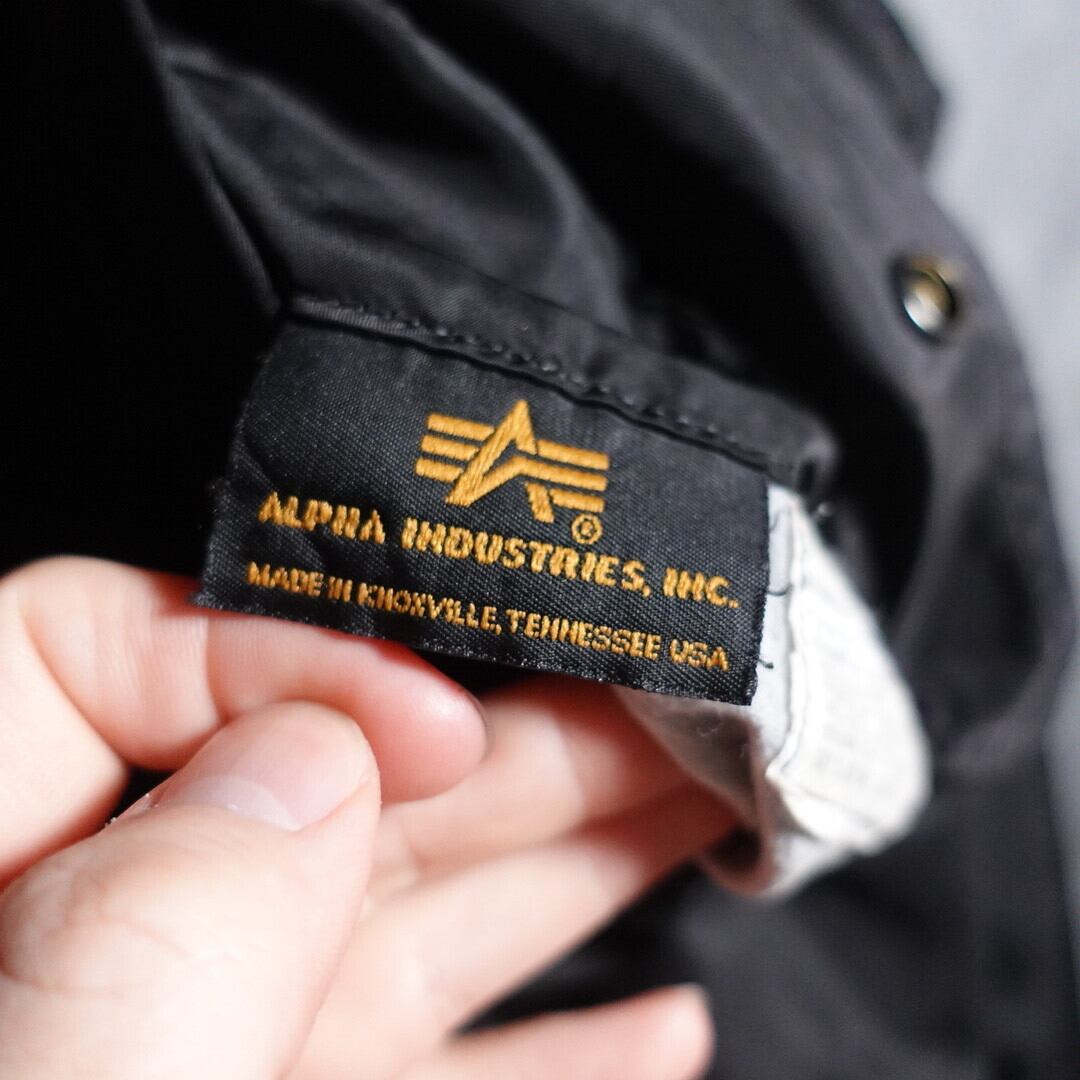 ®
ALPHA INDUSTRIES, INC.
MADE IN KNOXVILLE, TENNESSEE USA